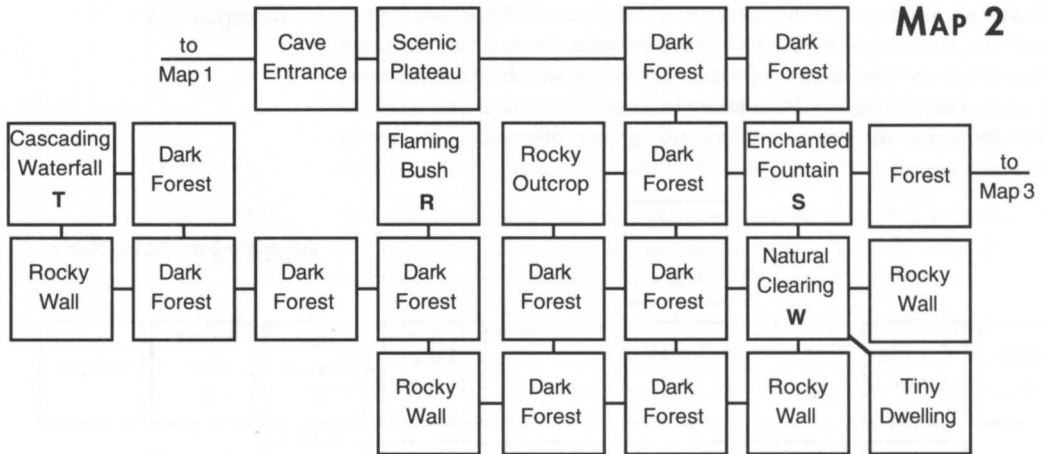 MAP 2
to
Map 1
Cave
Entrance
Scenic
Plateau
Dark
Forest
Dark
Forest
Cascading
Waterfall
T
Dark
Forest
Flaming
Bush
R
Rocky
Outcrop
Dark
Forest
Enchanted
Fountain
S
Forest
to
Map 3
Rocky
Wall
Dark
Forest
Dark
Forest
Dark
Forest
Dark
Forest
Dark
Forest
Natural
Clearing
W
Rocky
Wall
Rocky
Wall
Dark
Forest
Dark
Forest
Rocky
Wall
Tiny
Dwelling